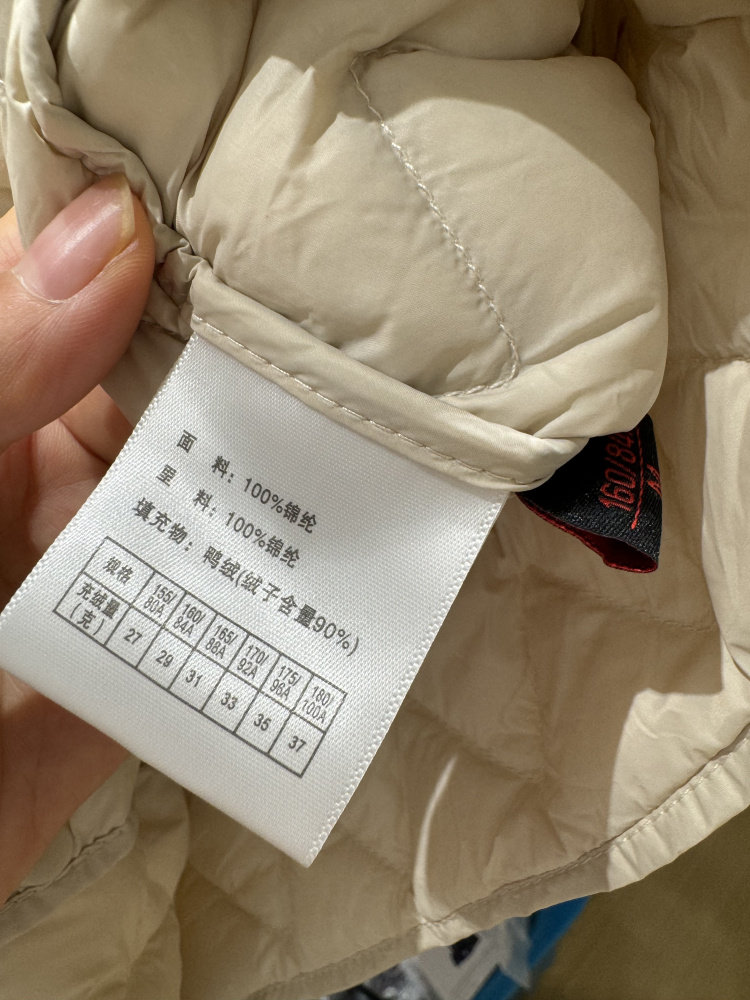 面 料：100%锦纶
里 料：100%锦纶
填充物：鸭绒(绒子含量90%)
规格 155/80A 160/84A 165/88A 170/92A 175/96A 180/100A
充绒量(克) 27 29 31 33 35 37
160/84
M